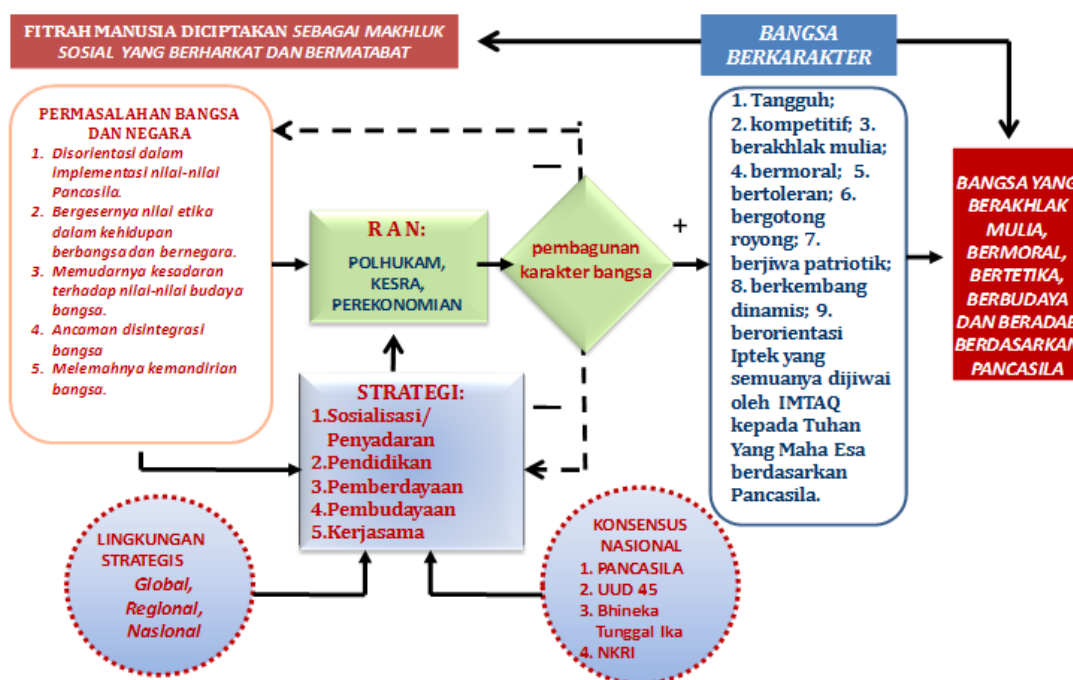 FITRAH MANUSIA DICIPTAKAN SEBAGAI MAKHLUK
SOSIAL YANG BERHARKAT DAN BERMATABAT
BANGSA
BERKARAKTER
PERMASALAHAN BANGSA
DAN NEGARA
1. Disorientasi dalam
implementasi nilai-nilai
Pancasila.
2. Bergesernya nilai etika
dalam kehidupan
berbangsa dan bernegara.
3. Memudarnya kesadaran
terhadap nilai-nilai budaya
bangsa.
4. Ancaman disintegrasi
bangsa
5. Melemahnya kemandirian
bangsa.
R A N:
POLHUKAM,
KESRA,
PEREKONOMIAN
—
pembagunan
karakter bangsa
+
—
1. Tangguh;
2. kompetitif; 3.
berakhlak mulia;
4. bermoral; 5.
bertoleran; 6.
bergotong
royong; 7.
berjiwa patriotik;
8. berkembang
dinamis; 9.
berorientasi
Iptek yang
semuanya dijiwai
oleh IMTAQ
kepada Tuhan
Yang Maha Esa
berdasarkan
Pancasila.
BANGSA YANG
BERAKHLAK
MULIA,
BERMORAL,
BERTETIKA,
BERBUDAYA
DAN BERADAB
BERDASARKAN
PANCASILA
STRATEGI:
1.Sosialisasi/
Penyadaran
2.Pendidikan
3.Pemberdayaan
4.Pembudayaan
5.Kerjasama
LINGKUNGAN
STRATEGIS
Global,
Regional,
Nasional
KONSENSUS
NASIONAL
1. PANCASILA
2. UUD 45
3. Bhineka
Tunggal Ika
4. NKRI